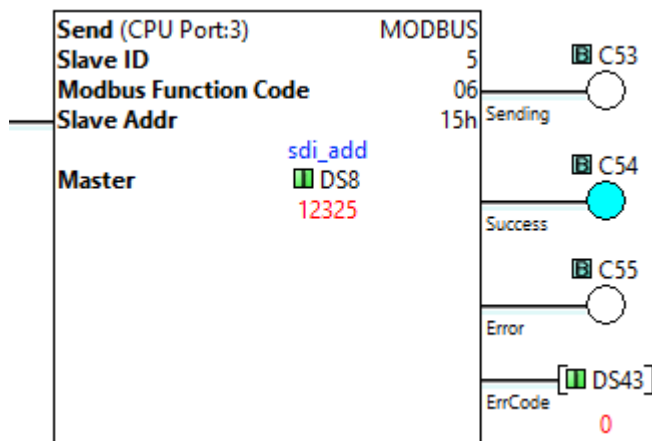 Send (CPU Port:3) MODBUS
Slave ID 5
Modbus Function Code 06
Slave Addr 15h
sdi_add
Master DS8
12325
B C53
Sending
B C54
Success
B C55
Error
DS43
ErrCode
0